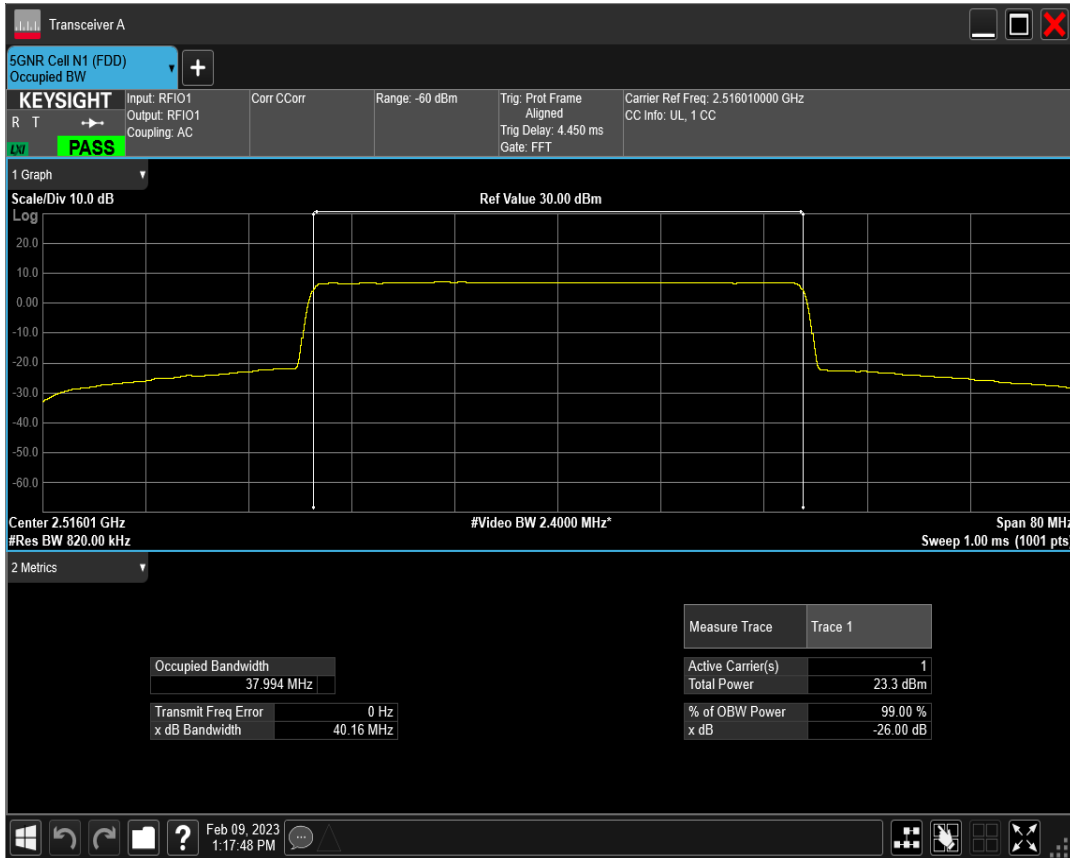 Transceiver A
5GNR Cell N1 (FDD)
Occupied BW
KEYSIGHT
R T
LXI
PASS
Input: RFIO1
Output: RFIO1
Coupling: AC
Corr CCorr
Range: -60 dBm
Trig: Prot Frame
Aligned
Trig Delay: 4.450 ms
Gate: FFT
Carrier Ref Freq: 2.516010000 GHz
CC Info: UL, 1 CC
1 Graph
Scale/Div 10.0 dB
Ref Value 30.00 dBm
Log
20.0
10.0
0.00
-10.0
-20.0
-30.0
-40.0
-50.0
-60.0
Center 2.51601 GHz
#Video BW 2.4000 MHz*
Span 80 MHz
#Res BW 820.00 kHz
Sweep 1.00 ms (1001 pts)
2 Metrics
Measure Trace Trace 1
Occupied Bandwidth
37.994 MHz
Active Carrier(s) 1
Total Power 23.3 dBm
Transmit Freq Error 0 Hz
x dB Bandwidth 40.16 MHz
% of OBW Power 99.00 %
x dB -26.00 dB
Feb 09, 2023
1:17:48 PM